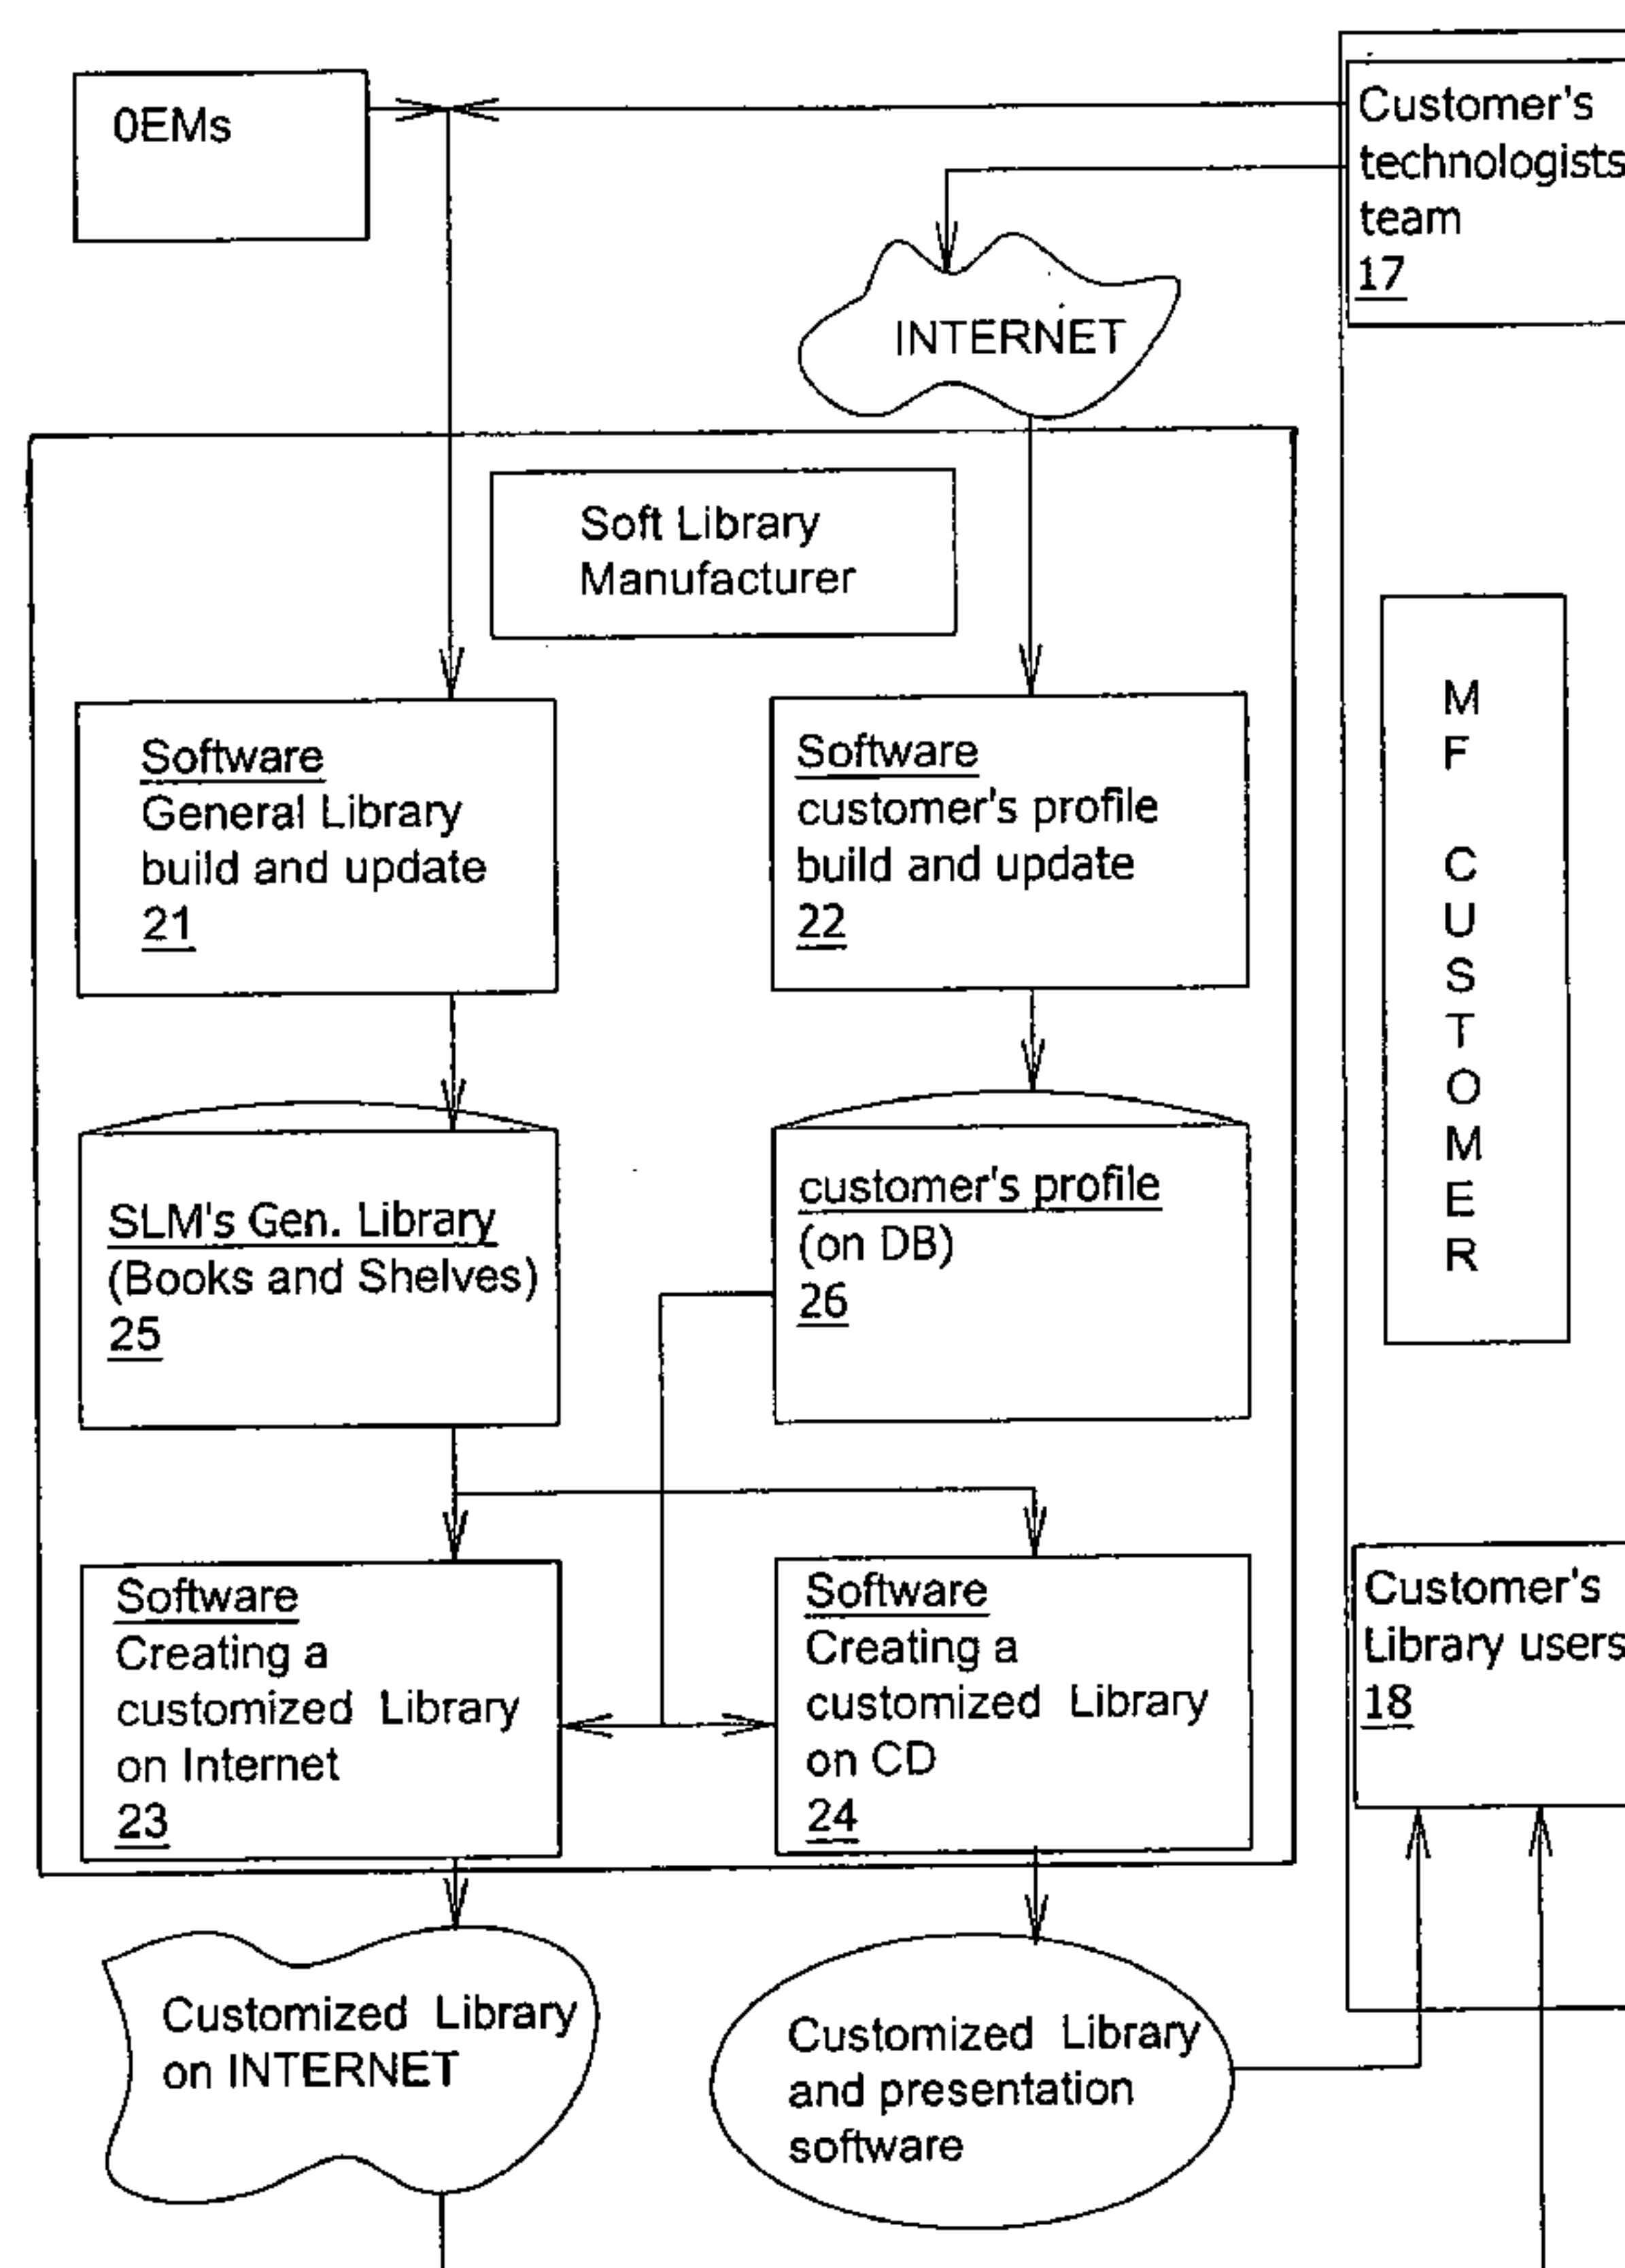 0EMs
Customer's
technologists
team
17
INTERNET
Soft Library
Manufacturer
Software
General Library
build and update
21
Software
customer's profile
build and update
22
M
F
C
U
S
T
O
M
E
R
SLM's Gen. Library
(Books and Shelves)
25
customer's profile
(on DB)
26
Software
Creating a
customized Library
on Internet
23
Software
Creating a
customized Library
on CD
24
Customer's
Library users
18
Customized Library
on INTERNET
Customized Library
and presentation
software